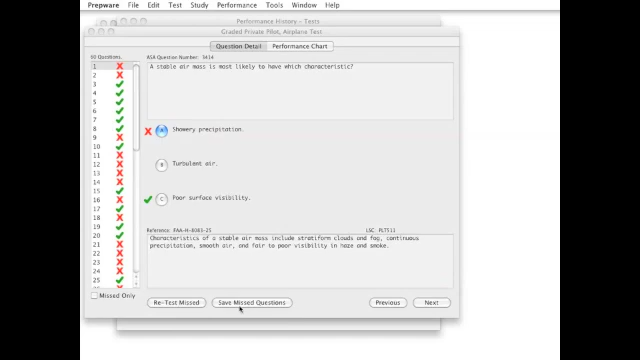 Prepware File Edit Test Study Performance Tools Window Help
Performance History - Tests
Graded Private Pilot, Airplane Test
Question Detail Performance Chart
60 Questions. ASA Question Number: 3414
1
2
3
4
5
6
7
8
9
10
11
12
13
14
15
16
17
18
19
20
21
22
23
24
25
A stable air mass is most likely to have which characteristic?
A Showery precipitation.
B Turbulent air.
C Poor surface visibility.
Reference: FAA-H-8083-25 LSC PLT511
Characteristics of a stable air mass include stratiform clouds and fog, continuous
precipitation, smooth air, and fair to poor visibility in haze and smoke.
Missed Only
Re-Test Missed Save Missed Questions Previous Next